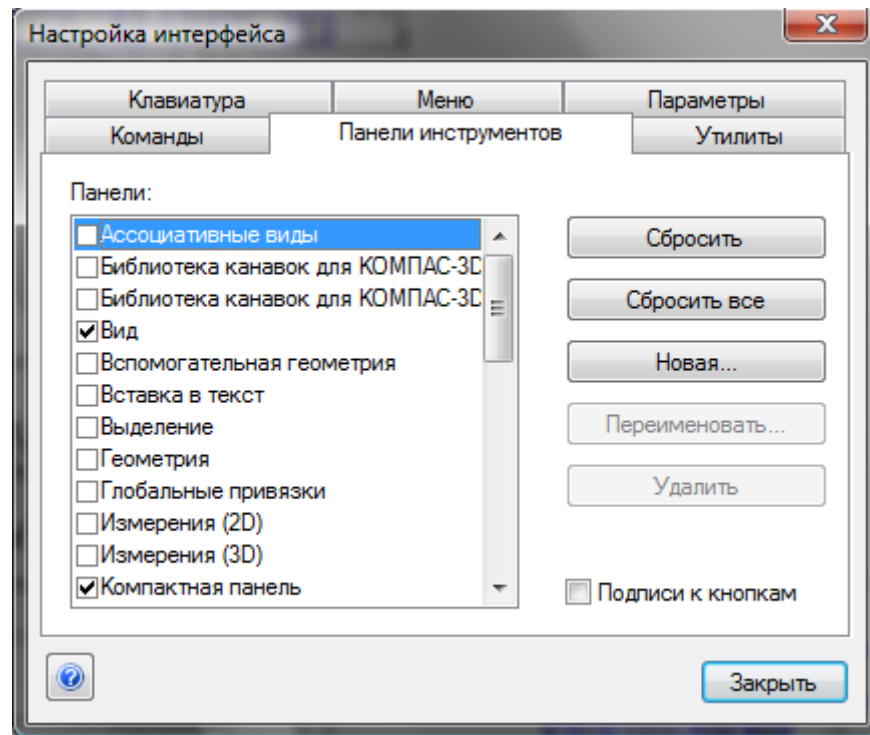 Настройка интерфейса
Клавиатура Меню Параметры
Команды Панели инструментов Утилиты
Панели:
Ассоциативные виды
Библиотека канавок для КОМПАС-3D
Библиотека канавок для КОМПАС-3D
Вид
Вспомогательная геометрия
Вставка в текст
Выделение
Геометрия
Глобальные привязки
Измерения (2D)
Измерения (3D)
Компактная панель
Сбросить
Сбросить все
Новая...
Переименовать...
Удалить
Подписи к кнопкам
Закрыть